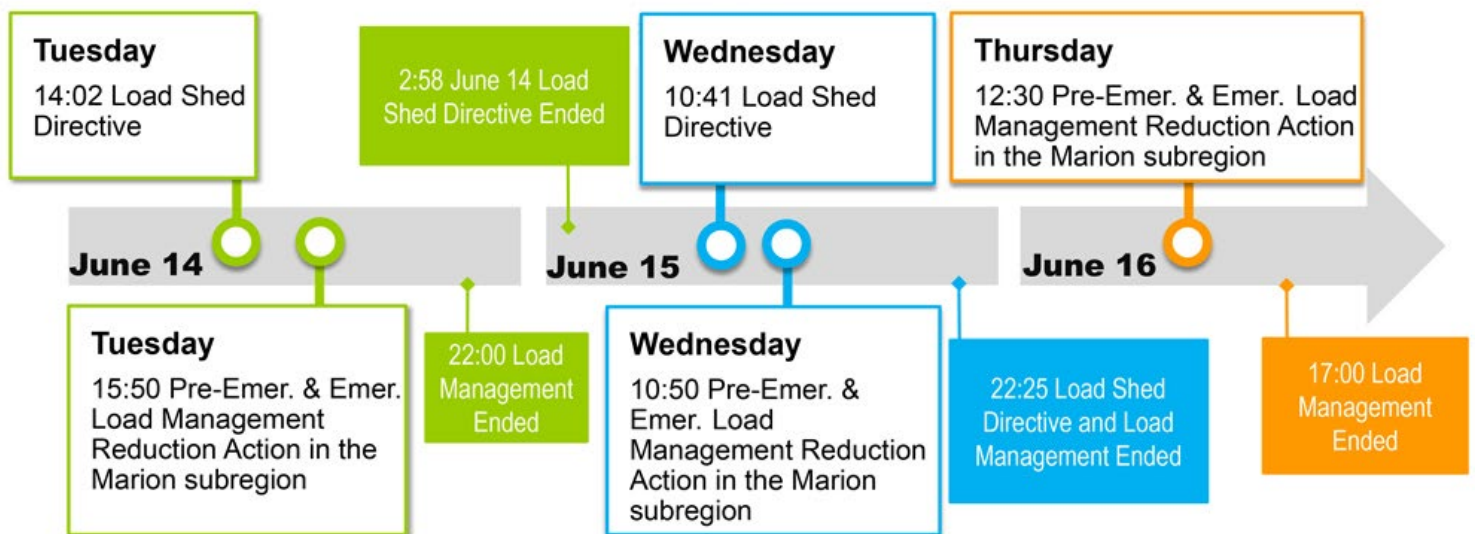 Tuesday
14:02 Load Shed
Directive
2:58 June 14 Load
Shed Directive Ended
Wednesday
10:41 Load Shed
Directive
Thursday
12:30 Pre-Emer. & Emer. Load
Management Reduction Action
in the Marion subregion
June 14
June 15
June 16
Tuesday
15:50 Pre-Emer. & Emer.
Load Management
Reduction Action in the
Marion subregion
22:00 Load
Management
Ended
Wednesday
10:50 Pre-Emer. &
Emer. Load
Management Reduction
Action in the Marion
subregion
22:25 Load Shed
Directive and Load
Management Ended
17:00 Load
Management
Ended